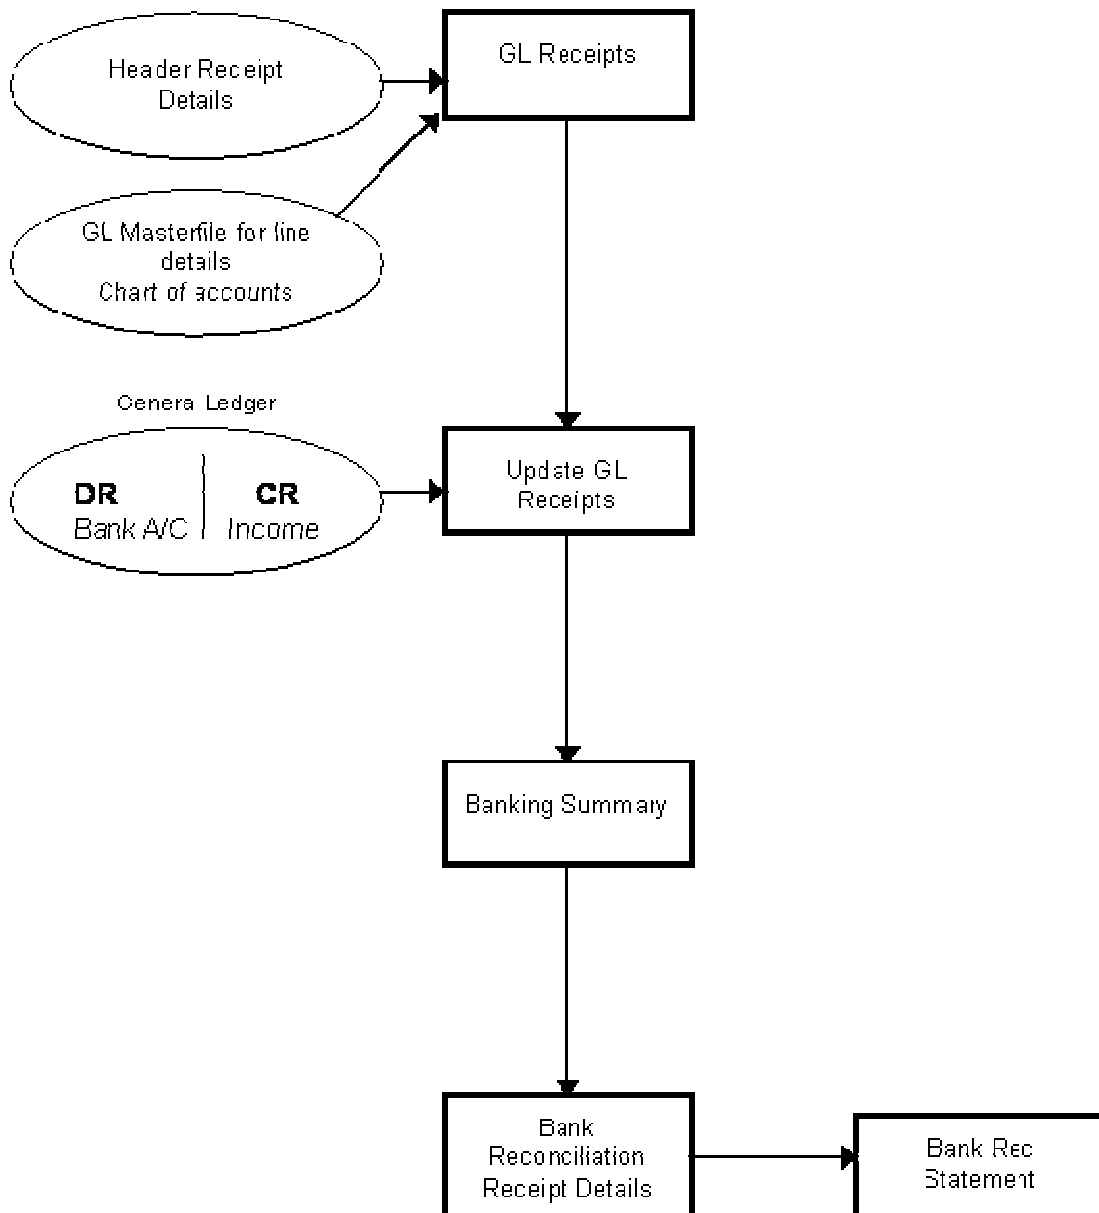 Header Receipt
Details
GL Receipts
GL Masterfile for line
details
Chart of accounts
General Ledger
DR
CR
Bank A/C
Income
Update GL
Receipts
Banking Summary
Bank
Reconciliation
Receipt Details
Bank Rec
Statement